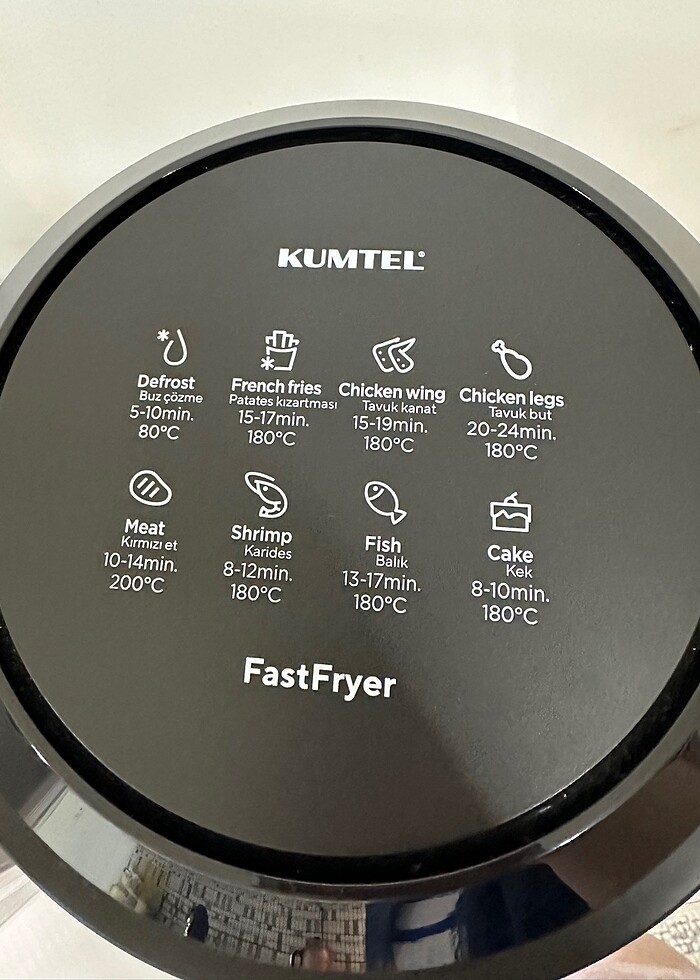 KUMTEL®
Defrost
Buz çözme
5-10min.
80°C
French fries
Patates kızartması
15-17min.
180°C
Chicken wing
Tavuk kanat
15-19min.
180°C
Chicken legs
Tavuk but
20-24min.
180°C
Meat
Kırmızı et
10-14min.
200°C
Shrimp
Karides
8-12min.
180°C
Fish
Balık
13-17min.
180°C
Cake
Kek
8-10min.
180°C
FastFryer